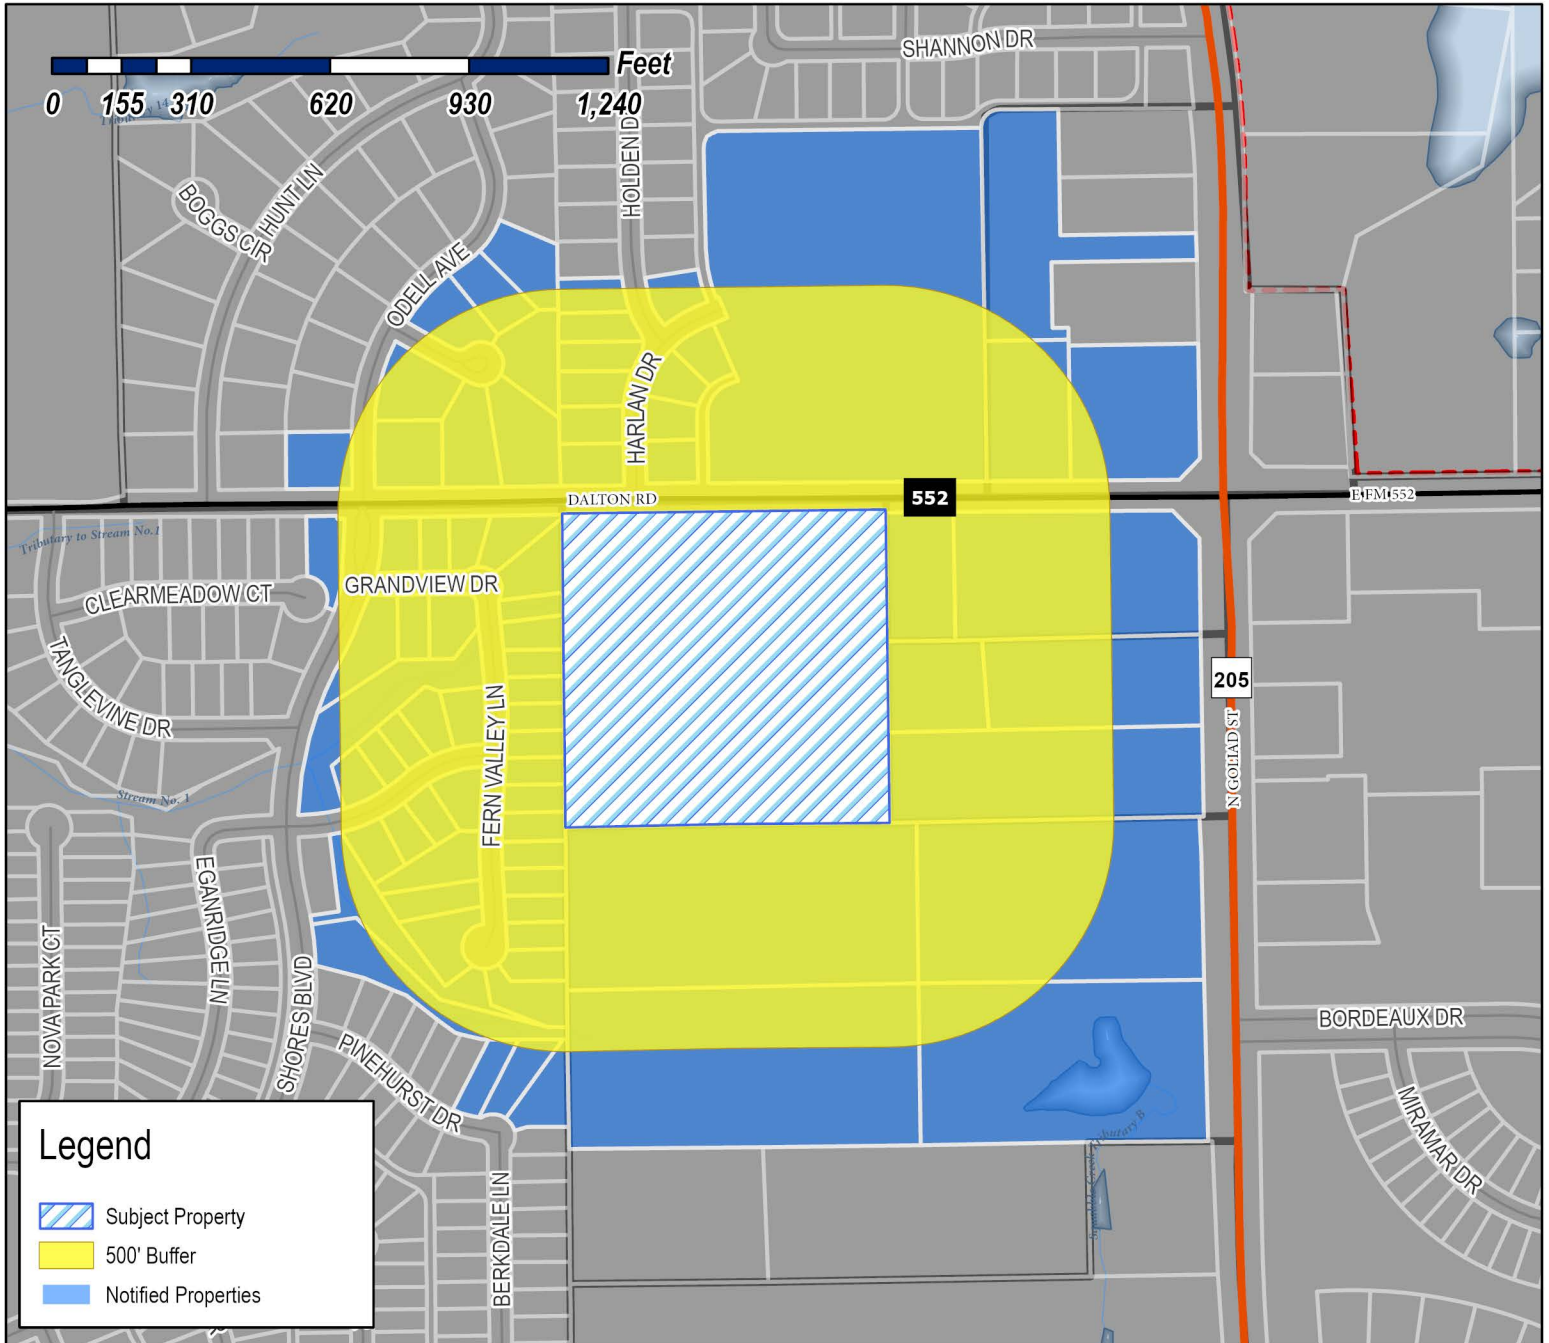 SHANNON DR
Feet
0 155 310 620 930 1,240
HOLDEN D
HUNT LN
BOGGS CIR
ODELL AVE
HARLAN DR
DALTON RD
552
E FM 552
Tributary to Stream No.1
CLEARMEADOW CT
GRANDVIEW DR
TANGLEVINE DR
FERN VALLEY LN
205
N GOLIAD ST
Stream No. 1
EGANRIDGE LN
NOVA PARK CT
SHORES BLVD
PINEHURST DR
BORDEAUX DR
MIRAMAR DR
Tributary B
BERKDALE LN
Legend
Subject Property
500' Buffer
Notified Properties